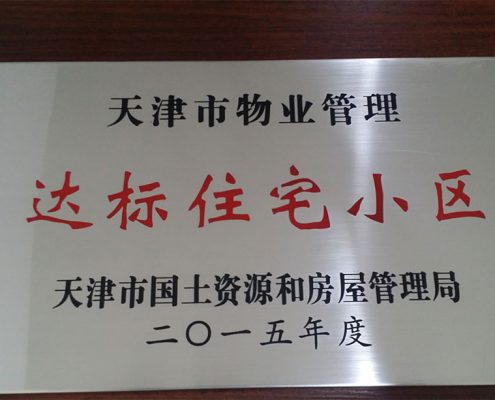 天津市物业管理
达标住宅小区
天津市国土资源和房屋管理局
二〇一五年度